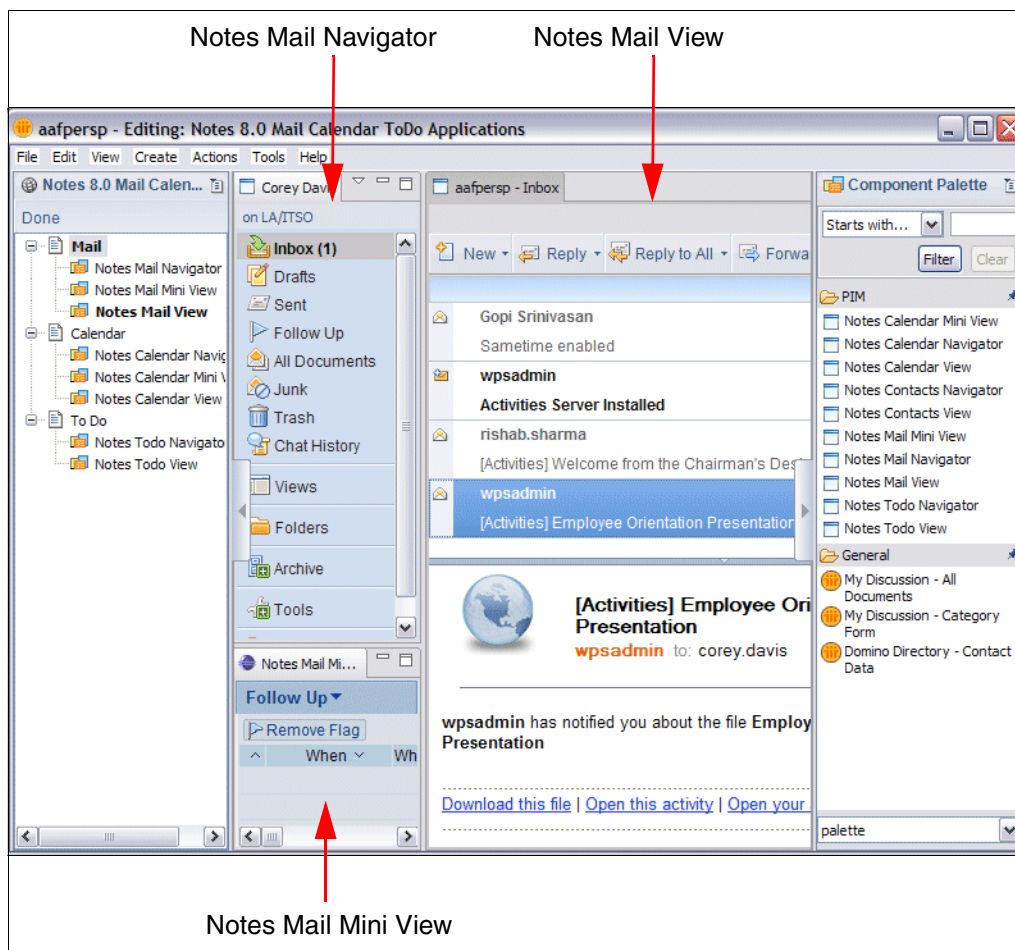 Notes Mail Navigator
Notes Mail View
aafpersp - Editing: Notes 8.0 Mail Calendar ToDo Applications
File Edit View Create Actions Tools Help
Notes 8.0 Mail Calen...
Done
Mail
Notes Mail Navigator
Notes Mail Mini View
Notes Mail View
Calendar
Notes Calendar Navig
Notes Calendar Mini V
Notes Calendar View
To Do
Notes Todo Navigato
Notes Todo View
Corey Davi
on LA/ITSO
Inbox (1)
Drafts
Sent
Follow Up
All Documents
Junk
Trash
Chat History
Views
Folders
Archive
Tools
Notes Mail Mi...
Follow Up
Remove Flag
When Wh
aafpersp - Inbox
New Reply Reply to All Forwa
Gopi Srinivasan
Sametime enabled
wpsadmin
Activities Server Installed
rishab.sharma
[Activities] Welcome from the Chairman's Des
wpsadmin
[Activities] Employee Orientation Presentation
[Activities] Employee Ori
Presentation
wpsadmin to: corey.davis
wpsadmin has notified you about the file Employ
Presentation
Download this file | Open this activity | Open your
Component Palette
Starts with...
Filter Clear
PIM
Notes Calendar Mini View
Notes Calendar Navigator
Notes Calendar View
Notes Contacts Navigator
Notes Contacts View
Notes Mail Mini View
Notes Mail Navigator
Notes Mail View
Notes Todo Navigator
Notes Todo View
General
My Discussion - All
Documents
My Discussion - Category
Form
Domino Directory - Contact
Data
palette
Notes Mail Mini View